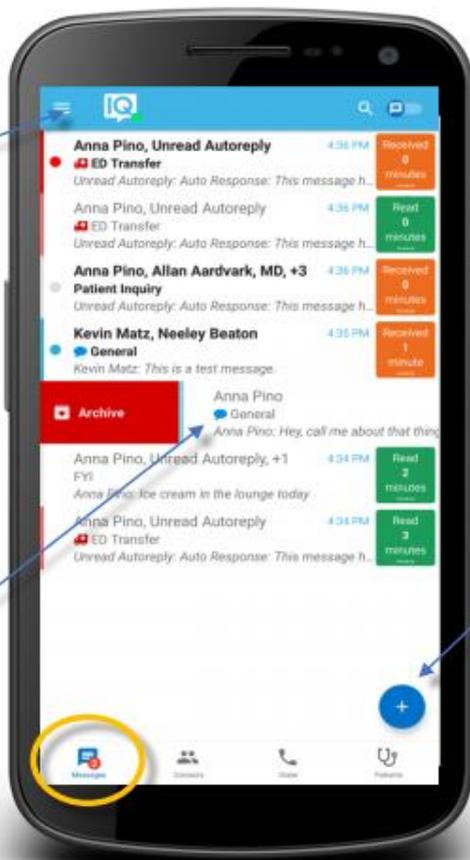 IQ
Anna Pino, Unread Autoreply 4:36 PM Received
ED Transfer 0
Unread Autoreply: Auto Response: This message h... minutes
Anna Pino, Unread Autoreply 4:36 PM Read
ED Transfer 0
Unread Autoreply: Auto Response: This message h... minutes
Anna Pino, Allan Aardvark, MD, +3 4:36 PM Received
Patient Inquiry 0
Unread Autoreply: Auto Response: This message h... minutes
Kevin Matz, Neeley Beaton 4:35 PM Received
General 1
Kevin Matz: This is a test message. minute
Anna Pino
Archive General
Anna Pino: Hey, call me about that thing
Anna Pino, Unread Autoreply, +1 4:34 PM Read
FYI 2
Anna Pino: Ice cream in the lounge today minutes
Anna Pino, Unread Autoreply 4:34 PM Read
ED Transfer 3
Unread Autoreply: Auto Response: This message h... minutes
+
3
Messages Contacts Dialer Patients